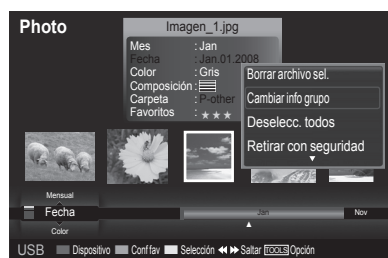 Photo
Imagen_1.jpg
Mes : Jan
Fecha : Jan.01.2008
Color : Gris
Composición :
Carpeta : P-other
Favoritos : ★★★
Borrar archivo sel.
Cambiar info grupo
Deselecc. todos
Retirar con seguridad
Mensual
Fecha
Color
Jan
Nov
USB Dispositivo Conf fav Selección Saltar TOOLS Opción